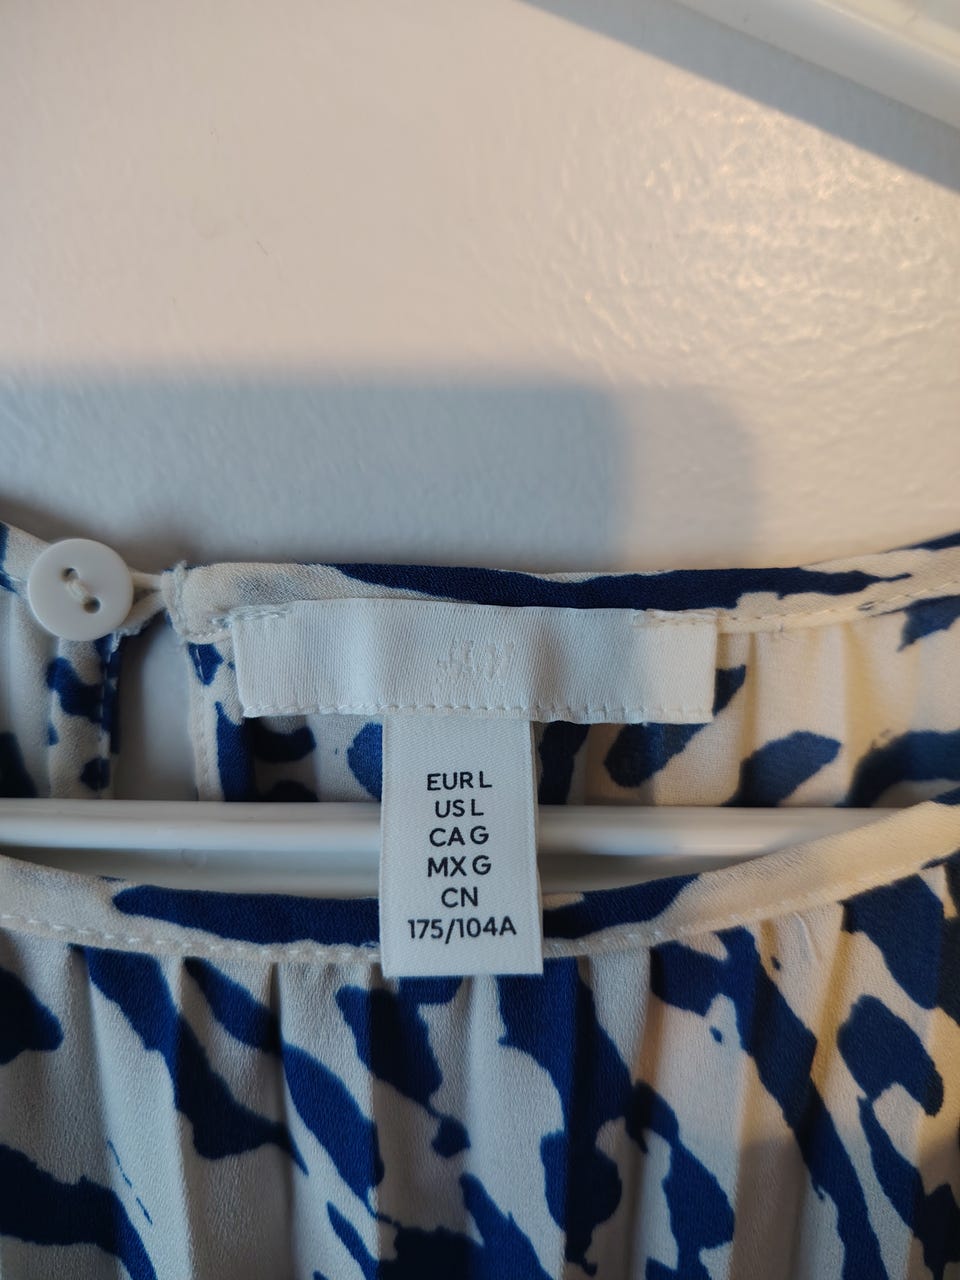 H&M
EUR L
US L
CA G
MX G
CN
175/104A